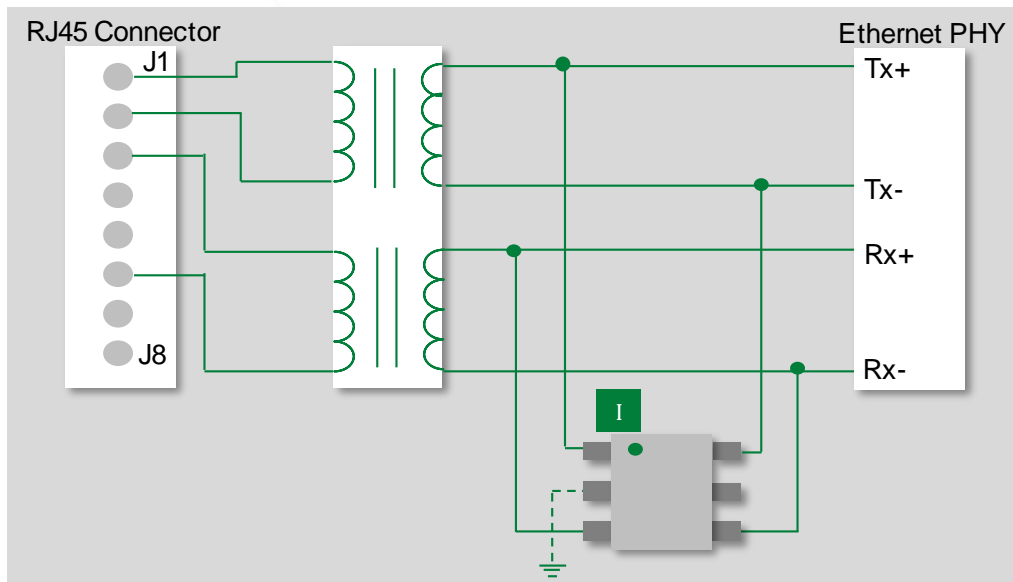 RJ45 Connector
Ethernet PHY
J1
Tx+
Tx-
Rx+
J8
Rx-
I